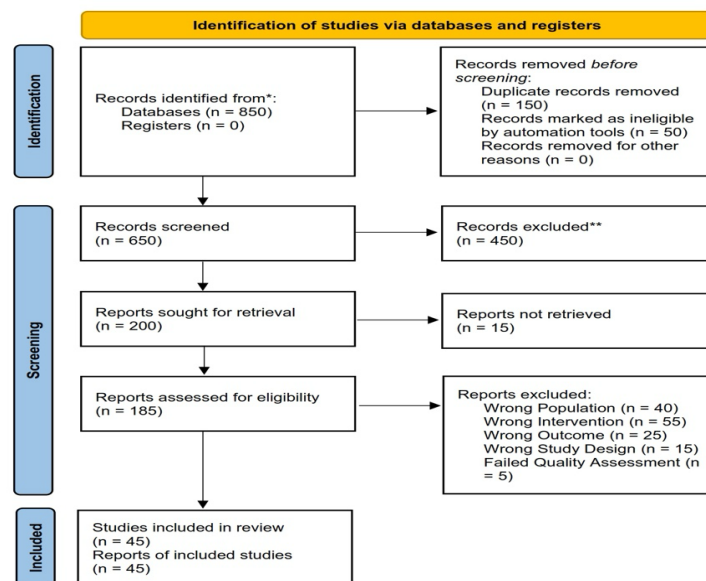 Identification of studies via databases and registers
Identification
Records identified from*:
Databases (n = 850)
Registers (n = 0)
Records removed before
screening:
Duplicate records removed
(n = 150)
Records marked as ineligible
by automation tools (n = 50)
Records removed for other
reasons (n = 0)
Screening
Records screened
(n = 650)
Records excluded**
(n = 450)
Reports sought for retrieval
(n = 200)
Reports not retrieved
(n = 15)
Reports assessed for eligibility
(n = 185)
Reports excluded:
Wrong Population (n = 40)
Wrong Intervention (n = 55)
Wrong Outcome (n = 25)
Wrong Study Design (n = 15)
Failed Quality Assessment (n
= 5)
Included
Studies included in review
(n = 45)
Reports of included studies
(n = 45)